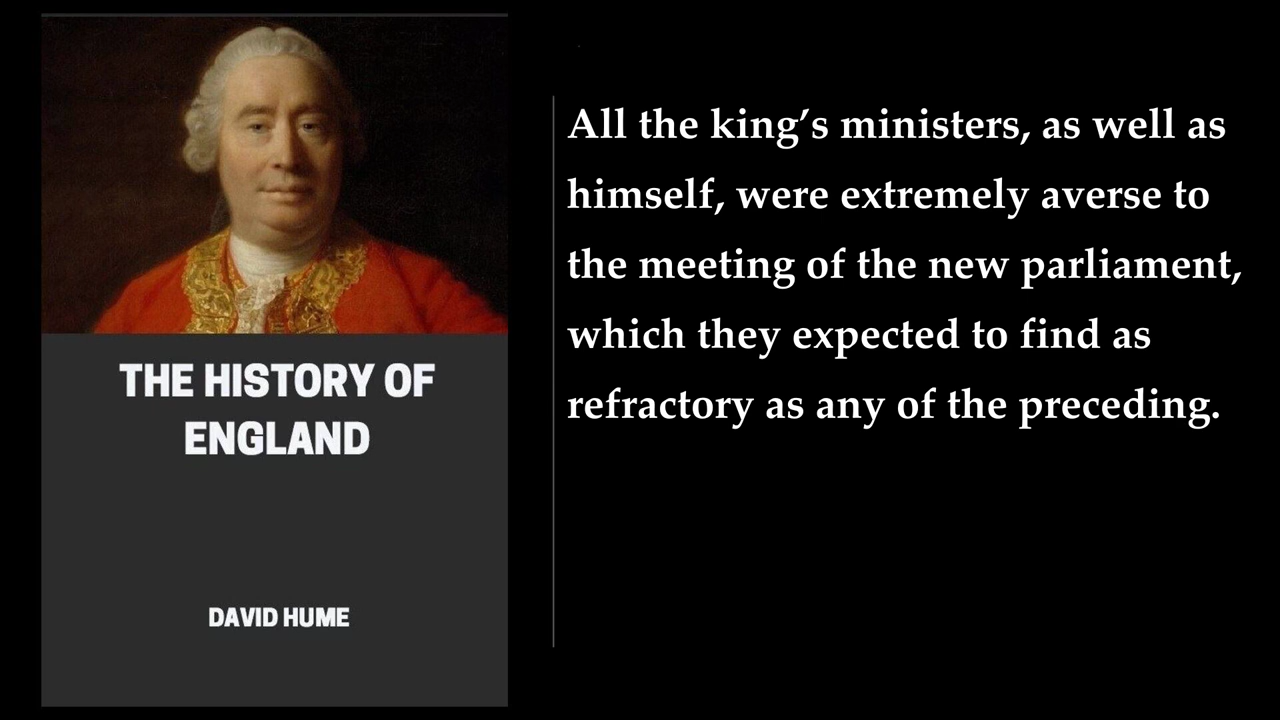 THE HISTORY OF
ENGLAND
DAVID HUME
All the king’s ministers, as well as
himself, were extremely averse to
the meeting of the new parliament,
which they expected to find as
refractory as any of the preceding.